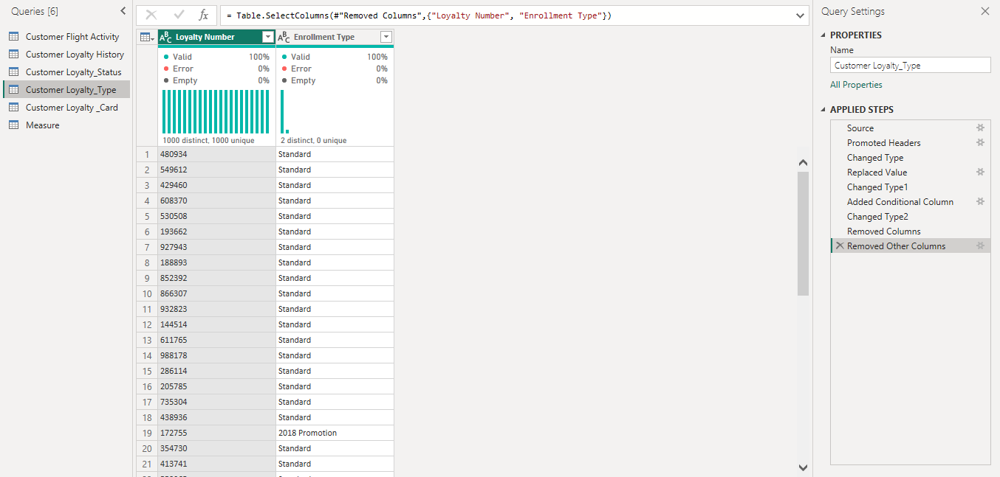 Queries [6]
Customer Flight Activity
Customer Loyalty History
Customer Loyalty_Status
Customer Loyalty_Type
Customer Loyalty _Card
Measure
fx
= Table.SelectColumns(#"Removed Columns",{"Loyalty Number", "Enrollment Type"})
ABC Loyalty Number ABC Enrollment Type
Valid 100% Valid 100%
Error 0% Error 0%
Empty 0% Empty 0%
1000 distinct, 1000 unique 2 distinct, 0 unique
1 480934 Standard
2 549612 Standard
3 429460 Standard
4 608370 Standard
5 530508 Standard
6 193662 Standard
7 927943 Standard
8 188893 Standard
9 852392 Standard
10 866307 Standard
11 932823 Standard
12 144514 Standard
13 611765 Standard
14 988178 Standard
15 286114 Standard
16 205785 Standard
17 735304 Standard
18 438936 Standard
19 172755 2018 Promotion
20 354730 Standard
21 413741 Standard
Query Settings
PROPERTIES
Name
Customer Loyalty_Type
All Properties
APPLIED STEPS
Source
Promoted Headers
Changed Type
Replaced Value
Changed Type1
Added Conditional Column
Changed Type2
Removed Columns
Removed Other Columns